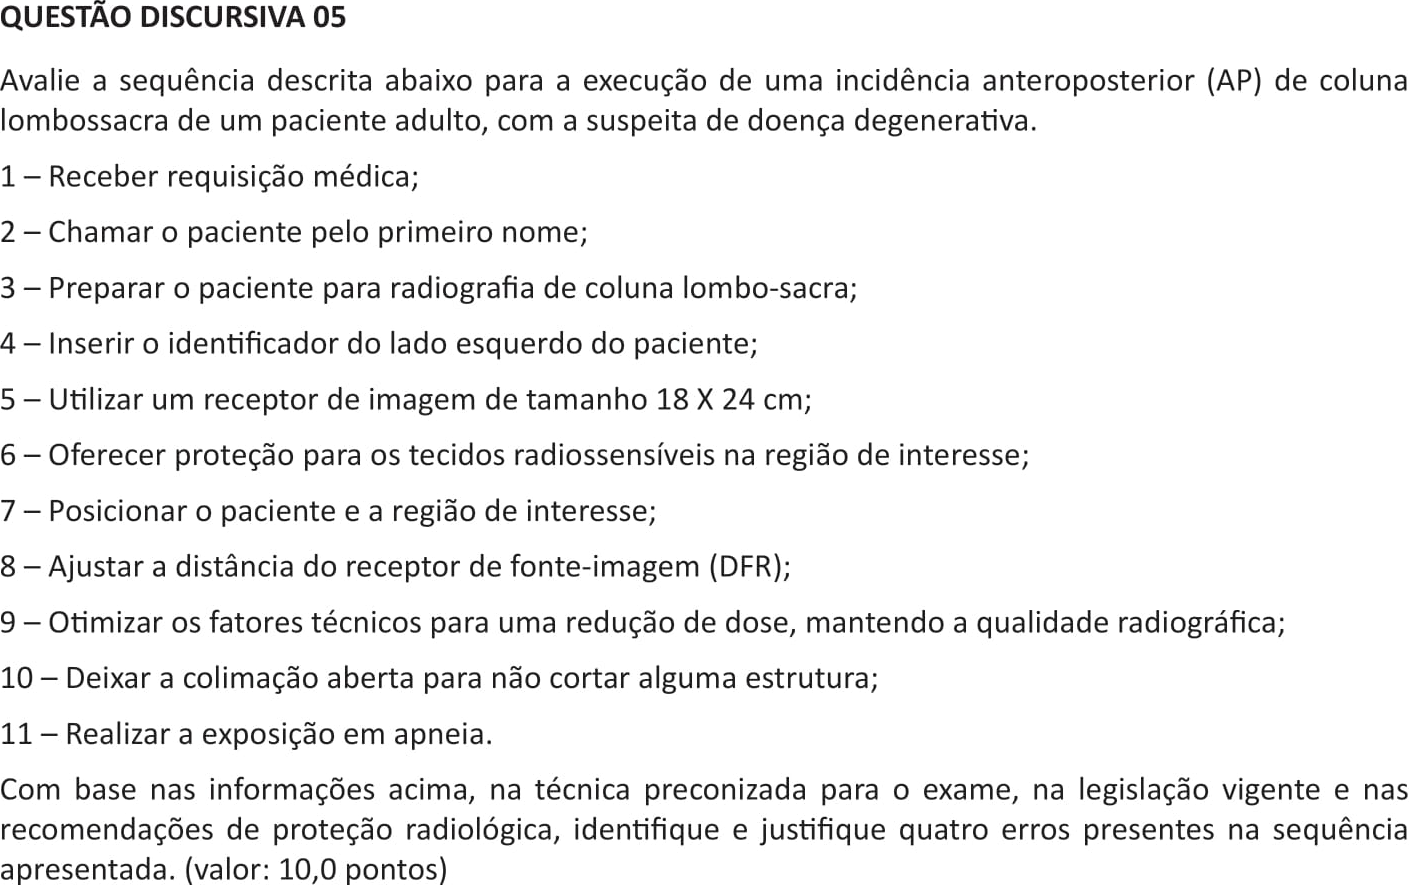 QUESTÃO DISCURSIVA 05
Avalie a sequência descrita abaixo para a execução de uma incidência anteroposterior (AP) de coluna
lombossacra de um paciente adulto, com a suspeita de doença degenerativa.
1 – Receber requisição médica;
2 – Chamar o paciente pelo primeiro nome;
3 – Preparar o paciente para radiografia de coluna lombo-sacra;
4 – Inserir o identificador do lado esquerdo do paciente;
5 – Utilizar um receptor de imagem de tamanho 18 X 24 cm;
6 – Oferecer proteção para os tecidos radiossensíveis na região de interesse;
7 – Posicionar o paciente e a região de interesse;
8 – Ajustar a distância do receptor de fonte-imagem (DFR);
9 – Otimizar os fatores técnicos para uma redução de dose, mantendo a qualidade radiográfica;
10 – Deixar a colimação aberta para não cortar alguma estrutura;
11 – Realizar a exposição em apneia.
Com base nas informações acima, na técnica preconizada para o exame, na legislação vigente e nas
recomendações de proteção radiológica, identifique e justifique quatro erros presentes na sequência
apresentada. (valor: 10,0 pontos)